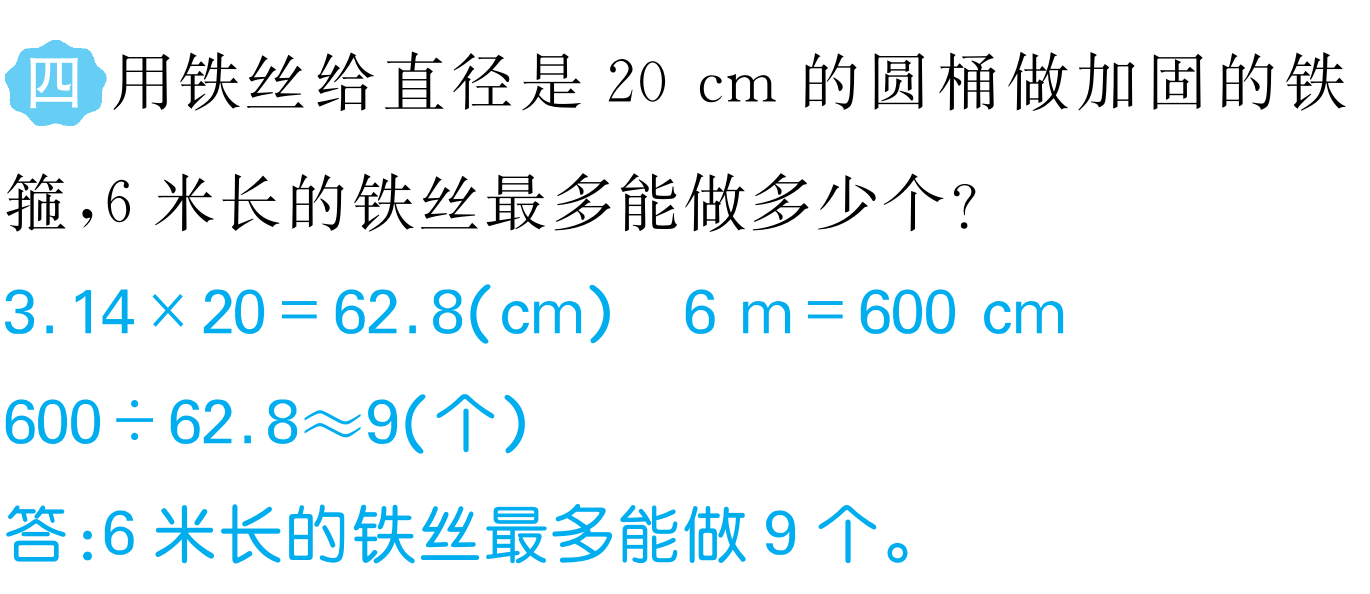 四 用铁丝给直径是 20 cm 的圆桶做加固的铁
箍,6 米长的铁丝最多能做多少个?
3.14×20=62.8(cm) 6 m=600 cm
600÷62.8≈9(个)
答:6 米长的铁丝最多能做 9 个。